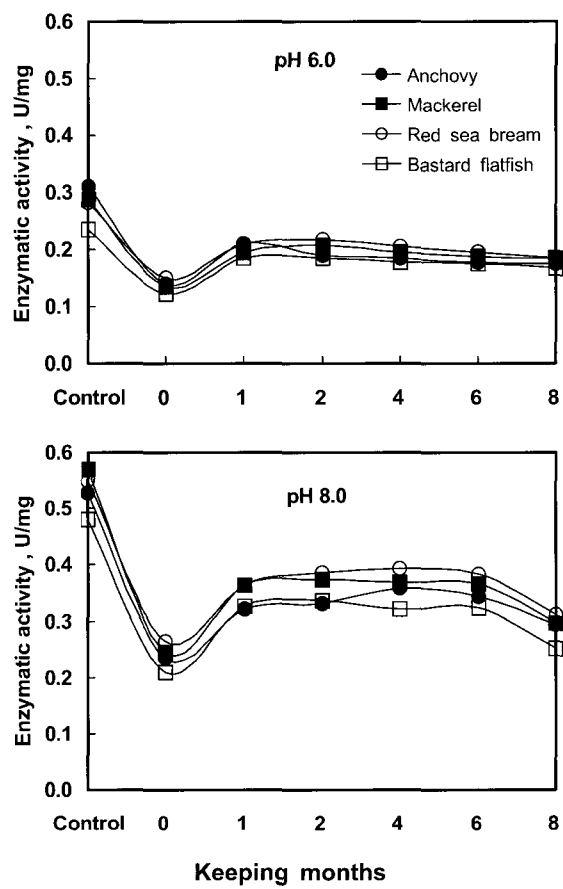 0.6
pH 6.0
0.5
Anchovy
Mackerel
0.4
Red sea bream
Bastard flatfish
0.3
0.2
0.1
0.0
Enzymatic activity , U/mg
Control 0 1 2 4 6 8
0.6
pH 8.0
0.5
0.4
0.3
0.2
0.1
0.0
Enzymatic activity , U/mg
Control 0 1 2 4 6 8
Keeping months